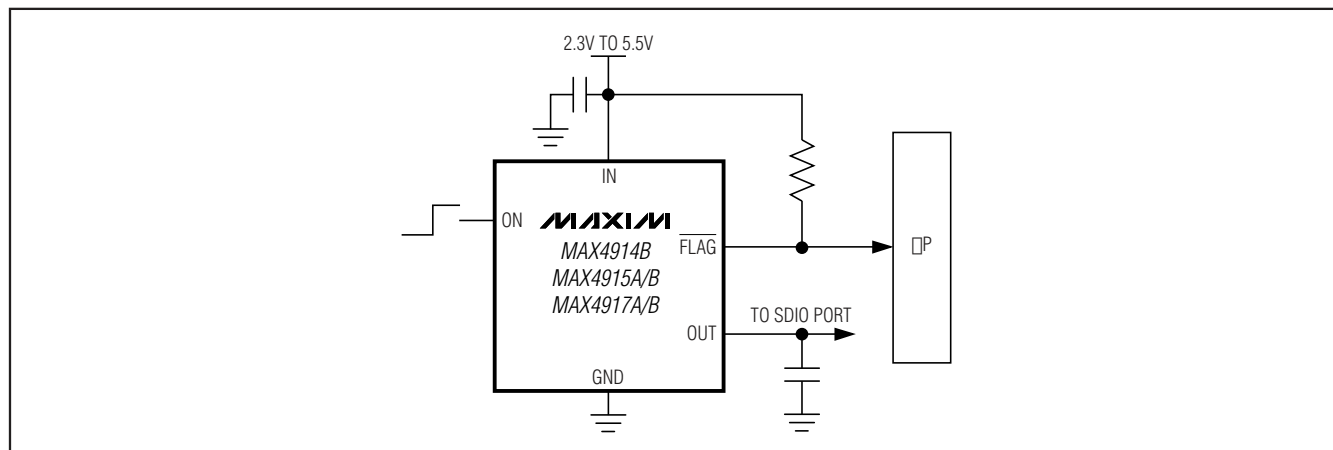 2.3V TO 5.5V
IN
ON
MAXIM
MAX4914B
MAX4915A/B
MAX4917A/B
FLAG
□P
TO SDIO PORT
OUT
GND